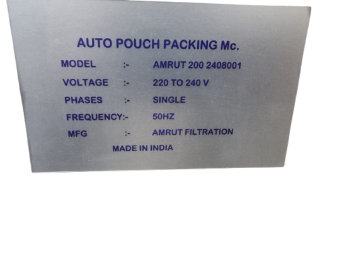 AUTO POUCH PACKING Mc.
MODEL :- AMRUT 200 2408001
VOLTAGE :- 220 TO 240 V
PHASES :- SINGLE
FREQUENCY:- 50HZ
MFG :- AMRUT FILTRATION
MADE IN INDIA